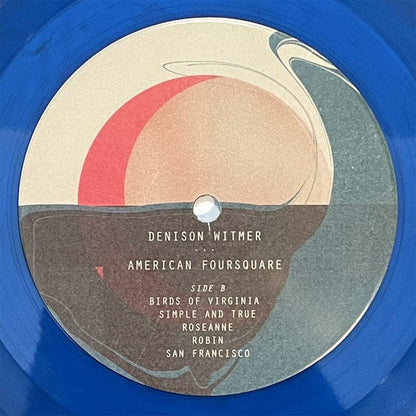 DENISON WITMER
...
AMERICAN FOURSQUARE
SIDE B
BIRDS OF VIRGINIA
SIMPLE AND TRUE
ROSEANNE
ROBIN
SAN FRANCISCO